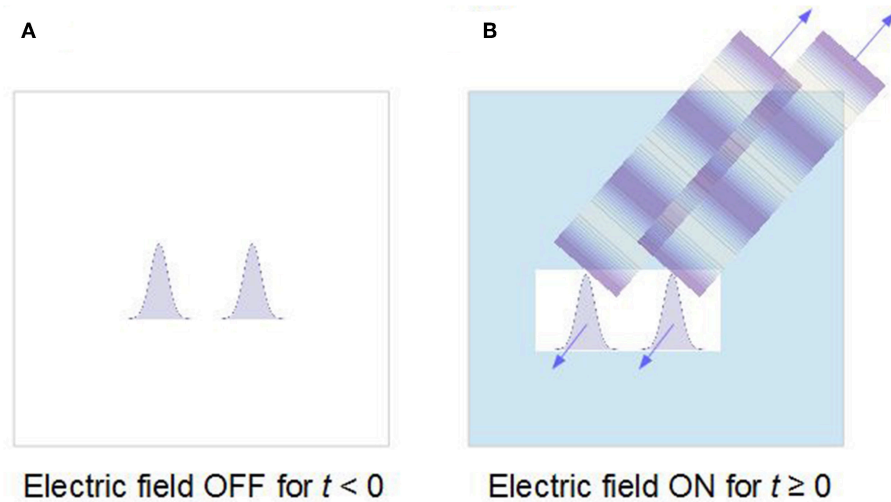 A
B
Electric field OFF for t < 0
Electric field ON for t ≥ 0